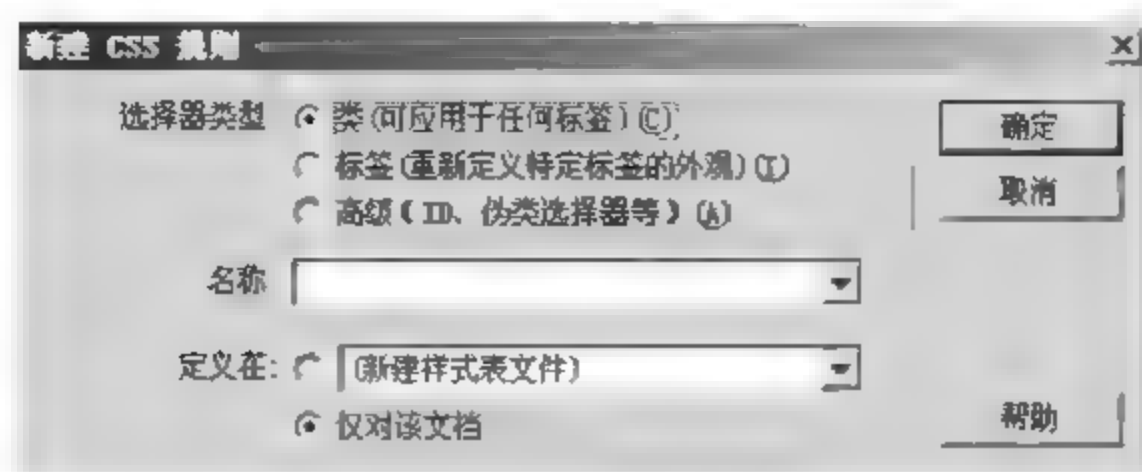 新建 CSS 规则
选择器类型 类(可应用于任何标签)(C) 确定
标签(重新定义特定标签的外观)(T)
取消
高级(ID、伪类选择器等)(A)
名称
定义在: (新建样式表文件)
仅对该文档 帮助